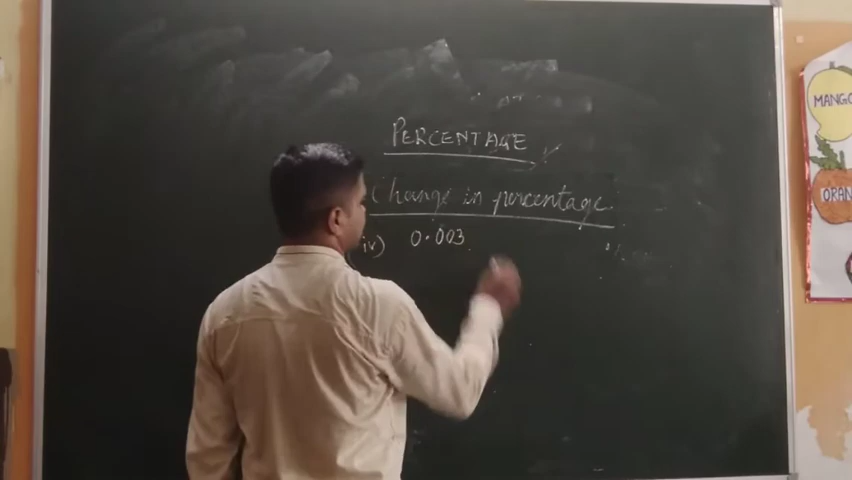 PERCENTAGE
Change in percentage
iv) 0.003
MANGO
ORAN